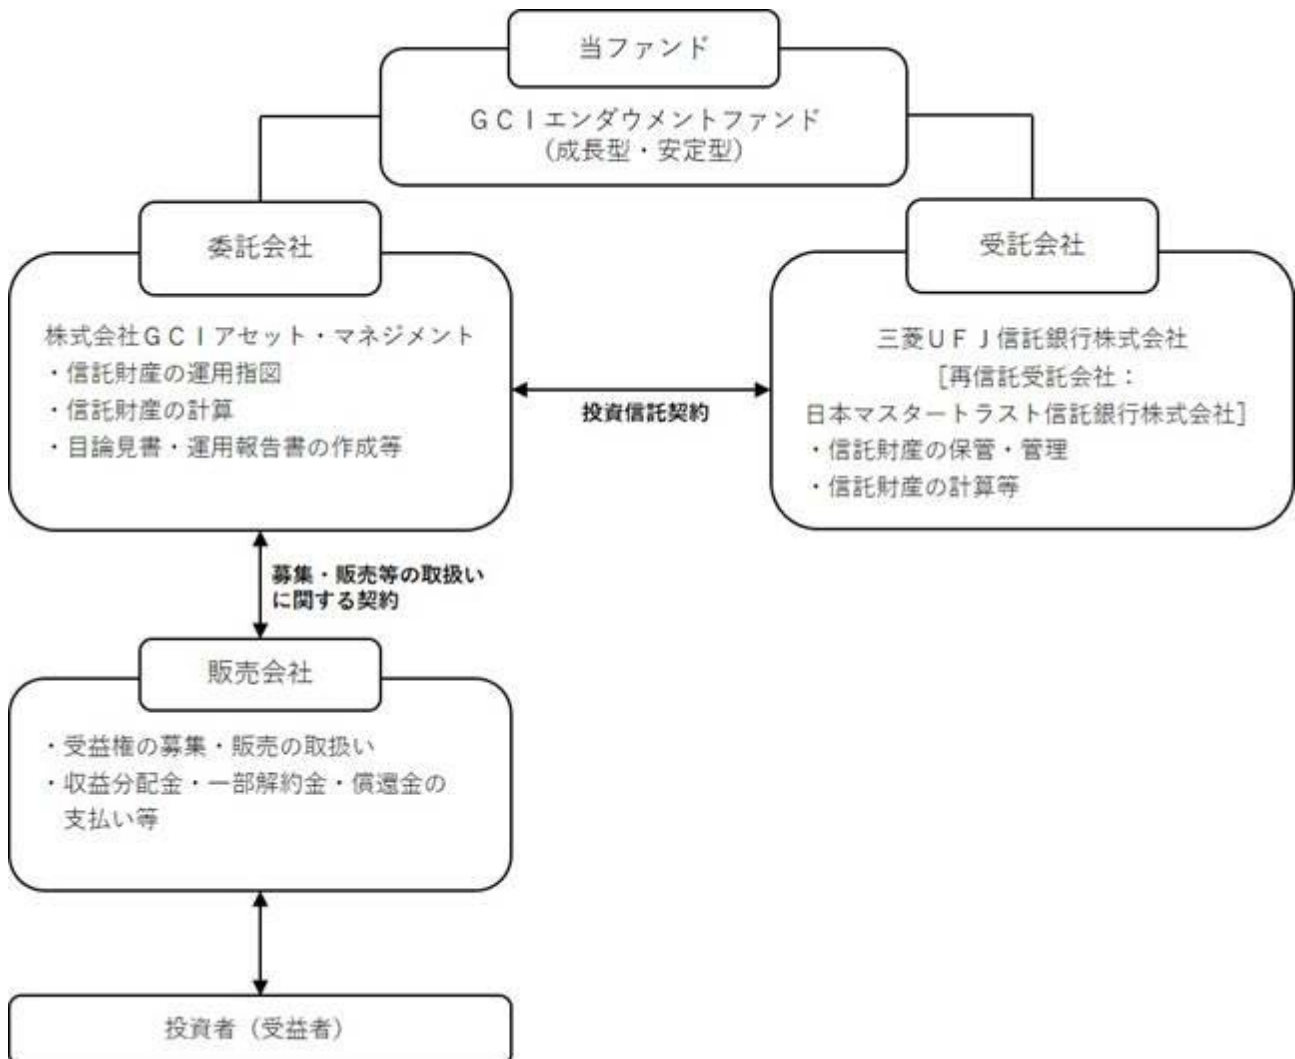 当ファンド
ＧＣＩエンダウメントファンド
（成長型・安定型）
委託会社
株式会社ＧＣＩアセット・マネジメント
・信託財産の運用指図
・信託財産の計算
・目論見書・運用報告書の作成等
投資信託契約
受託会社
三菱ＵＦＪ信託銀行株式会社
［再信託受託会社：
日本マスタートラスト信託銀行株式会社］
・信託財産の保管・管理
・信託財産の計算等
募集・販売等の取扱い
に関する契約
販売会社
・受益権の募集・販売の取扱い
・収益分配金・一部解約金・償還金の
支払い等
投資者（受益者）